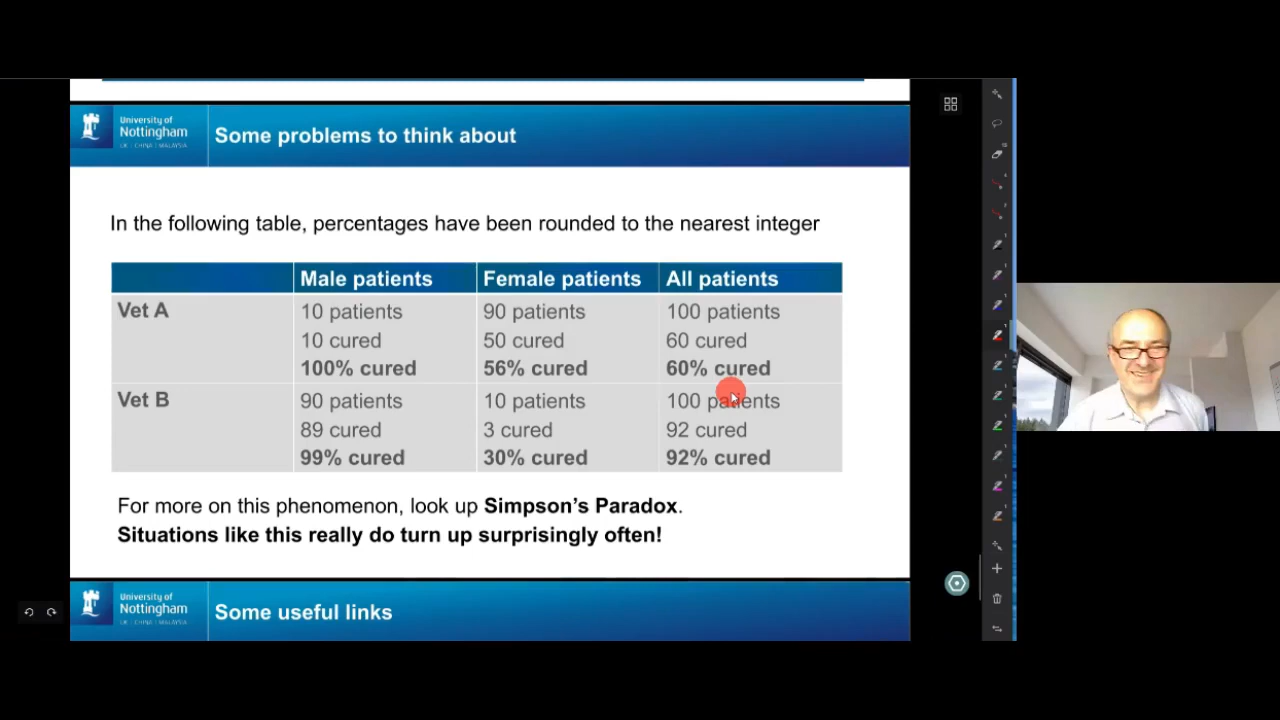 University of
Nottingham
UK | CHINA | MALAYSIA
Some problems to think about
In the following table, percentages have been rounded to the nearest integer
Male patients Female patients All patients
Vet A 10 patients 90 patients 100 patients
10 cured 50 cured 60 cured
100% cured 56% cured 60% cured
Vet B 90 patients 10 patients 100 patients
89 cured 3 cured 92 cured
99% cured 30% cured 92% cured
For more on this phenomenon, look up Simpson's Paradox.
Situations like this really do turn up surprisingly often!
University of
Nottingham
UK | CHINA | MALAYSIA
Some useful links